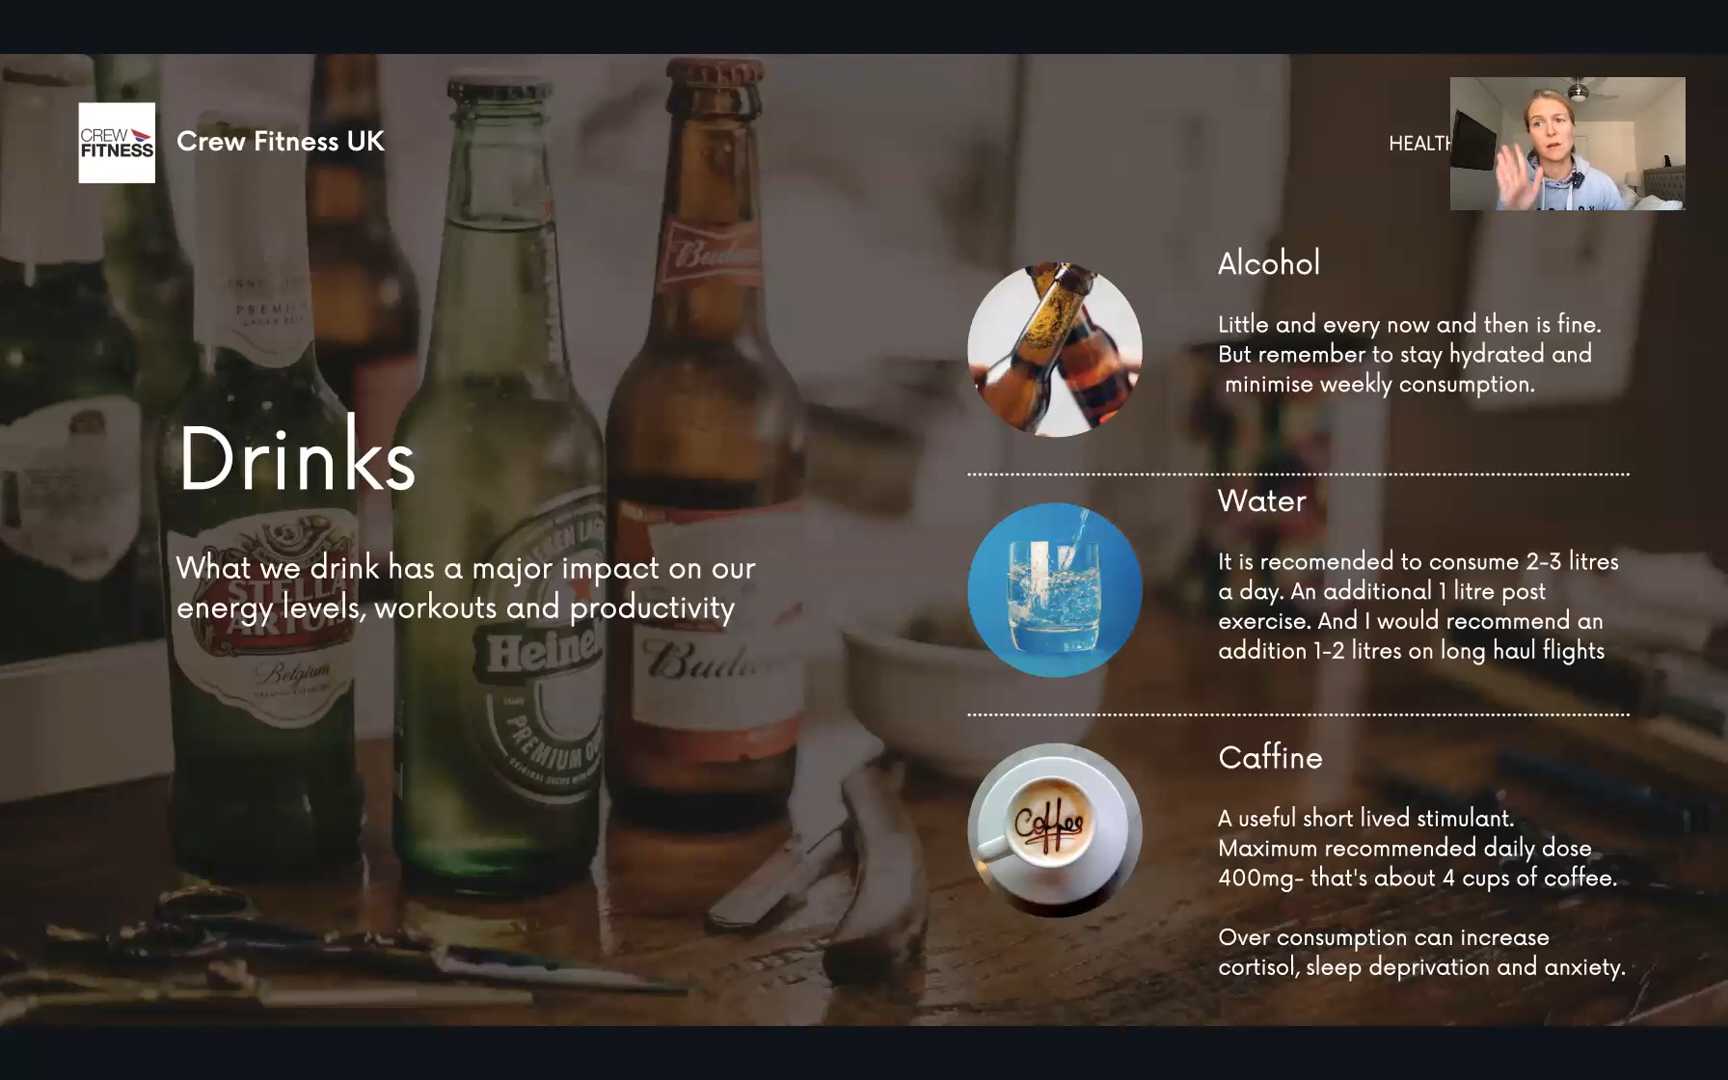 CREW
FITNESS
Crew Fitness UK
HEALTH
Drinks
What we drink has a major impact on our
energy levels, workouts and productivity
Alcohol
Little and every now and then is fine.
But remember to stay hydrated and
minimise weekly consumption.
Water
It is recomended to consume 2-3 litres
a day. An additional 1 litre post
exercise. And I would recommend an
addition 1-2 litres on long haul flights
Caffine
A useful short lived stimulant.
Maximum recommended daily dose
400mg- that's about 4 cups of coffee.
Over consumption can increase
cortisol, sleep deprivation and anxiety.
Coffee
STELLA
ARTOIS
Belgium
PREMIUM